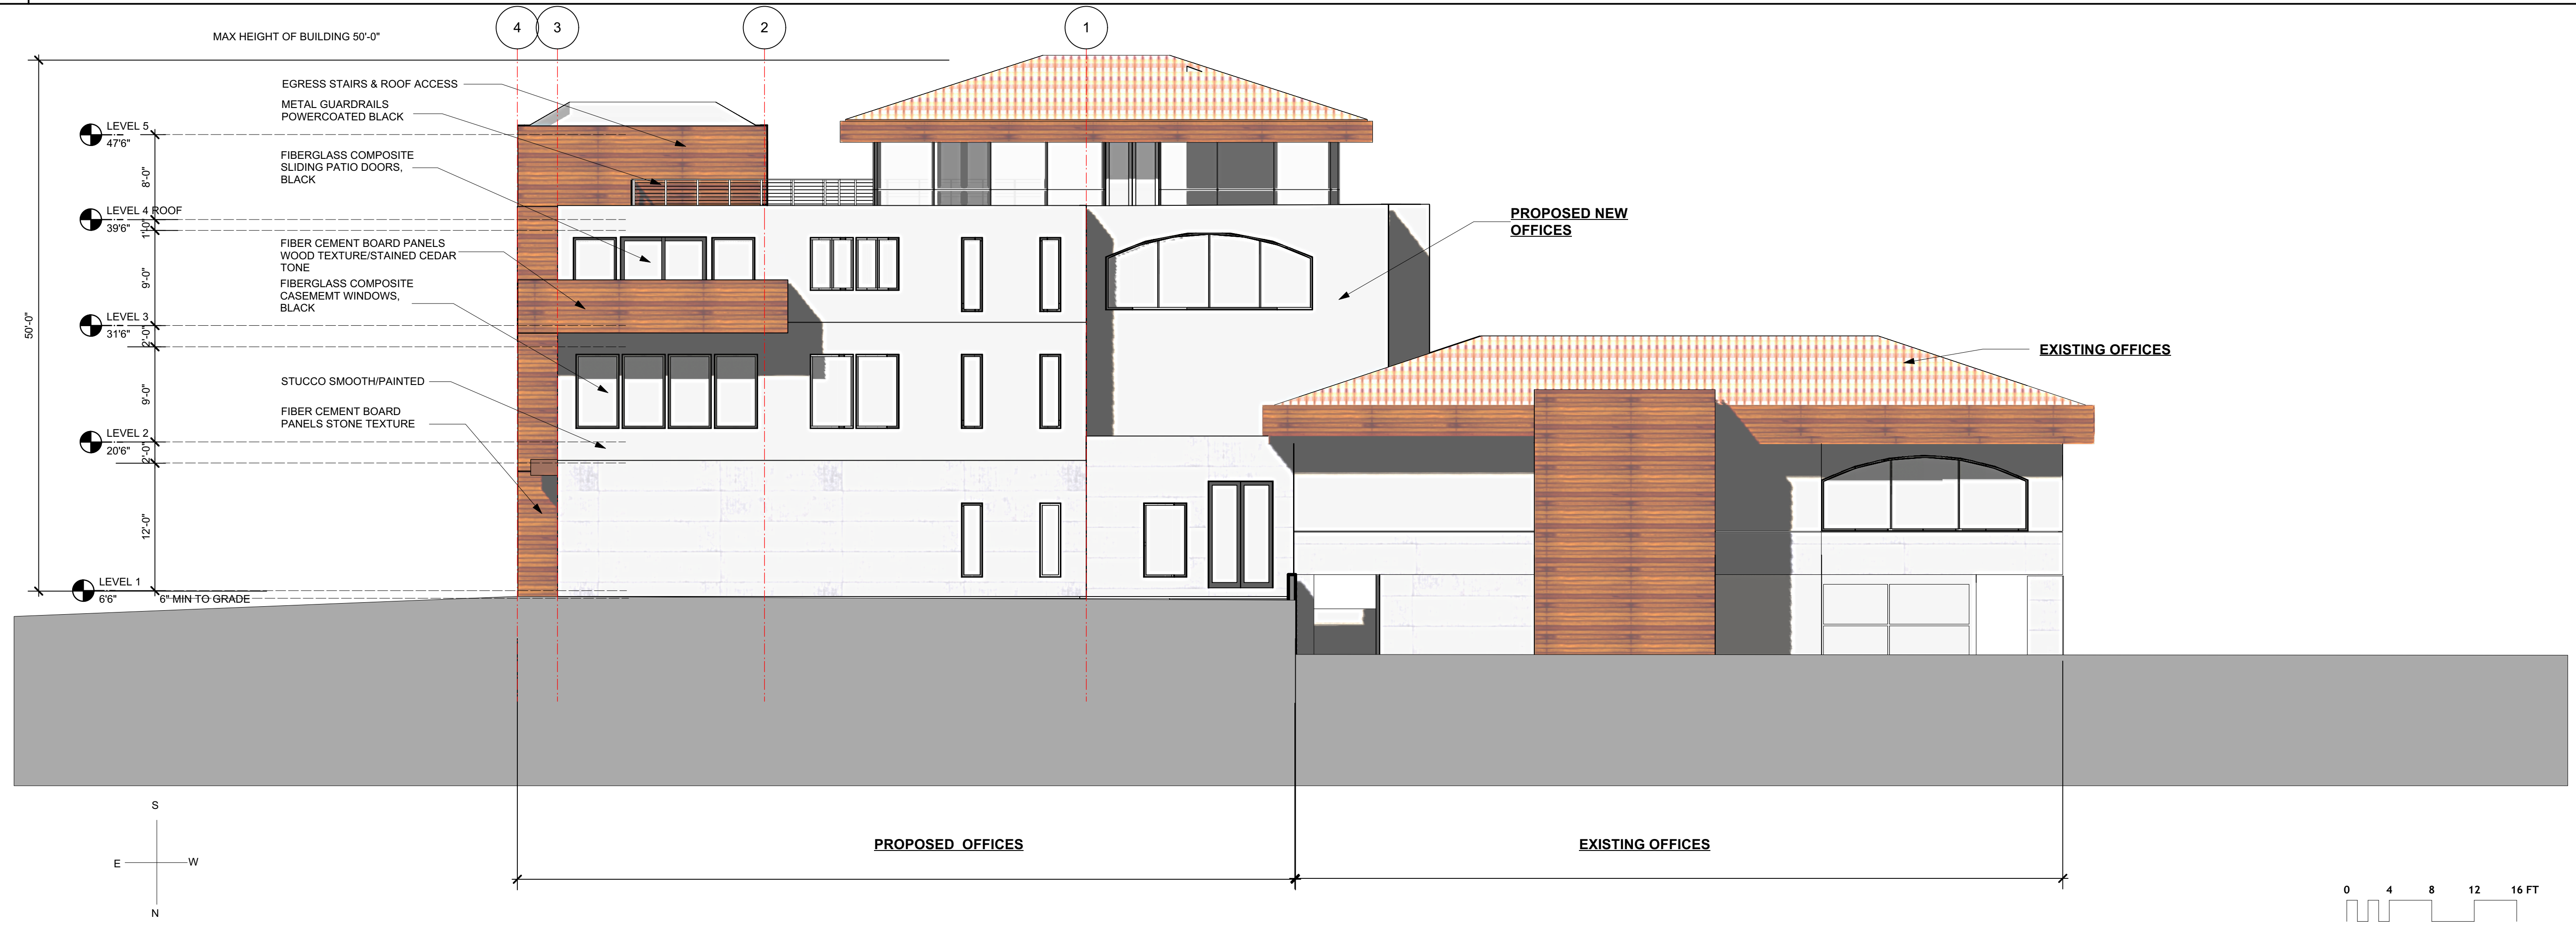 4 3 2 1
MAX HEIGHT OF BUILDING 50'-0"
EGRESS STAIRS & ROOF ACCESS
METAL GUARDRAILS
POWERCOATED BLACK
FIBERGLASS COMPOSITE
SLIDING PATIO DOORS,
BLACK
FIBER CEMENT BOARD PANELS
WOOD TEXTURE/STAINED CEDAR
TONE
FIBERGLASS COMPOSITE
CASEMEMT WINDOWS,
BLACK
STUCCO SMOOTH/PAINTED
FIBER CEMENT BOARD
PANELS STONE TEXTURE
LEVEL 5
47'6"
8'-0"
LEVEL 4 ROOF
39'6"
1'-0"
9'-0"
LEVEL 3
31'6"
2'-0"
9'-0"
LEVEL 2
20'6"
2'-0"
12'-0"
LEVEL 1
6'6"
6" MIN TO GRADE
50'-0"
PROPOSED NEW
OFFICES
EXISTING OFFICES
PROPOSED OFFICES
EXISTING OFFICES
S
E W
N
0 4 8 12 16 FT